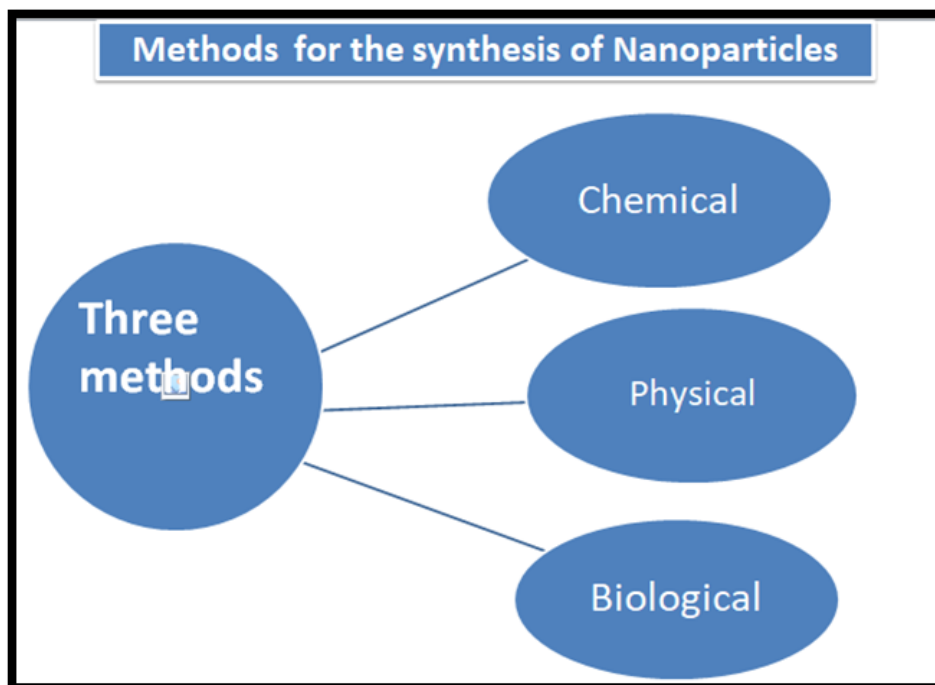 Methods for the synthesis of Nanoparticles
Three
methods
Chemical
Physical
Biological